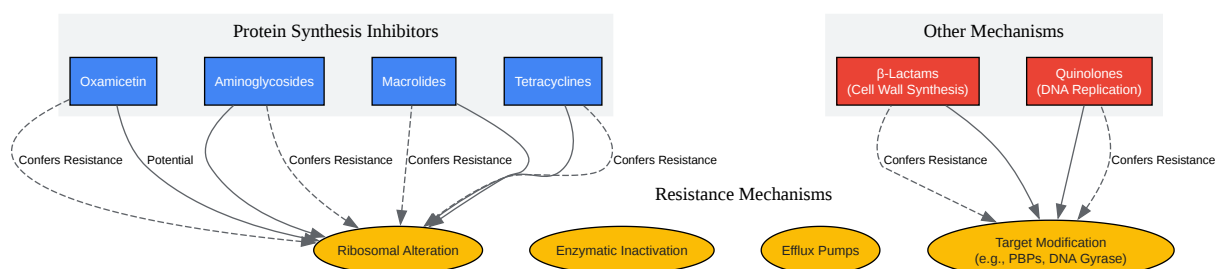 Protein Synthesis Inhibitors
Other Mechanisms
Oxamicetin
Aminoglycosides
Macrolides
Tetracyclines
β-Lactams
(Cell Wall Synthesis)
Quinolones
(DNA Replication)
Confers Resistance
Potential
Confers Resistance
Confers Resistance
Confers Resistance
Confers Resistance
Confers Resistance
Resistance Mechanisms
Ribosomal Alteration
Enzymatic Inactivation
Efflux Pumps
Target Modification
(e.g., PBPs, DNA Gyrase)